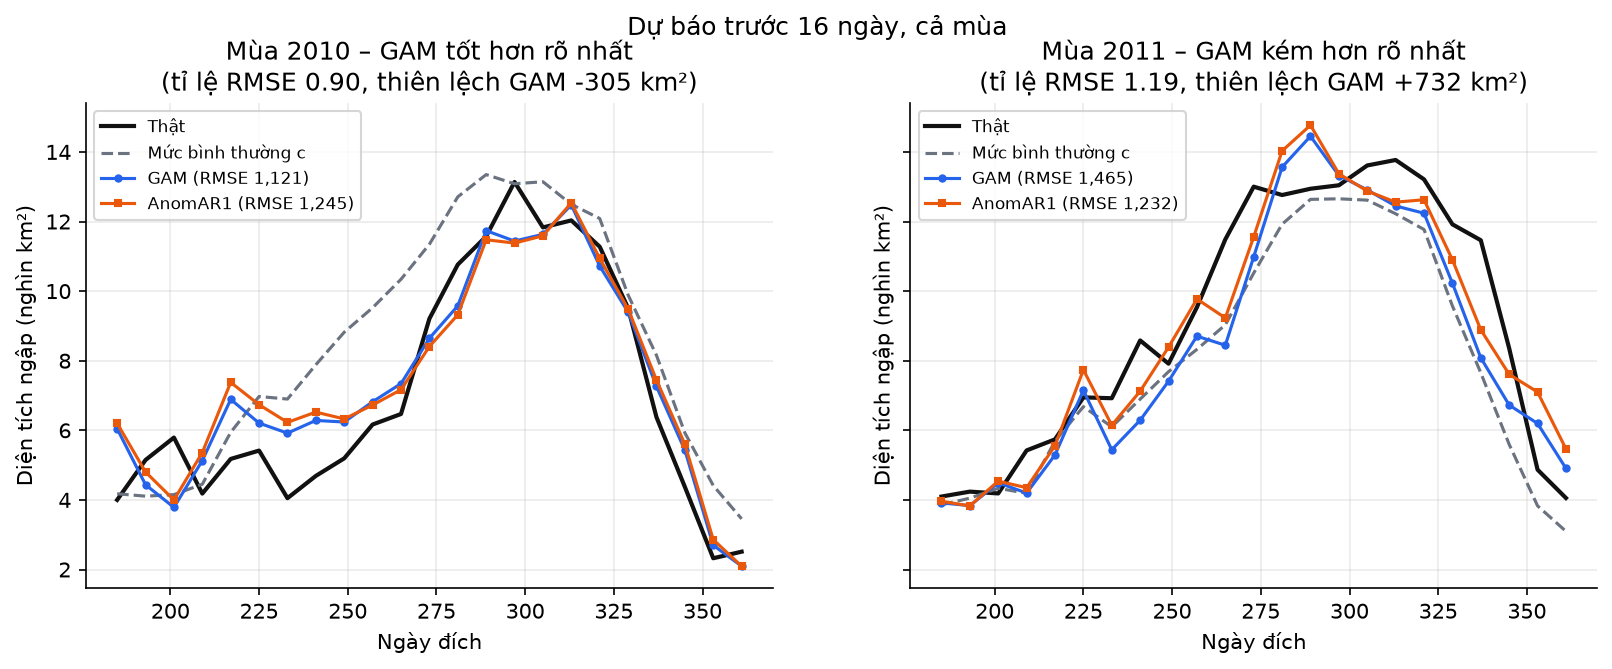 Dự báo trước 16 ngày, cả mùa
Mùa 2010 – GAM tốt hơn rõ nhất
(tỉ lệ RMSE 0.90, thiên lệch GAM -305 km²)
Thật
Mức bình thường c
GAM (RMSE 1,121)
AnomAR1 (RMSE 1,245)
Diện tích ngập (nghìn km²)
14
12
10
8
6
4
2
200 225 250 275 300 325 350
Ngày đích
Mùa 2011 – GAM kém hơn rõ nhất
(tỉ lệ RMSE 1.19, thiên lệch GAM +732 km²)
Thật
Mức bình thường c
GAM (RMSE 1,465)
AnomAR1 (RMSE 1,232)
Diện tích ngập (nghìn km²)
200 225 250 275 300 325 350
Ngày đích